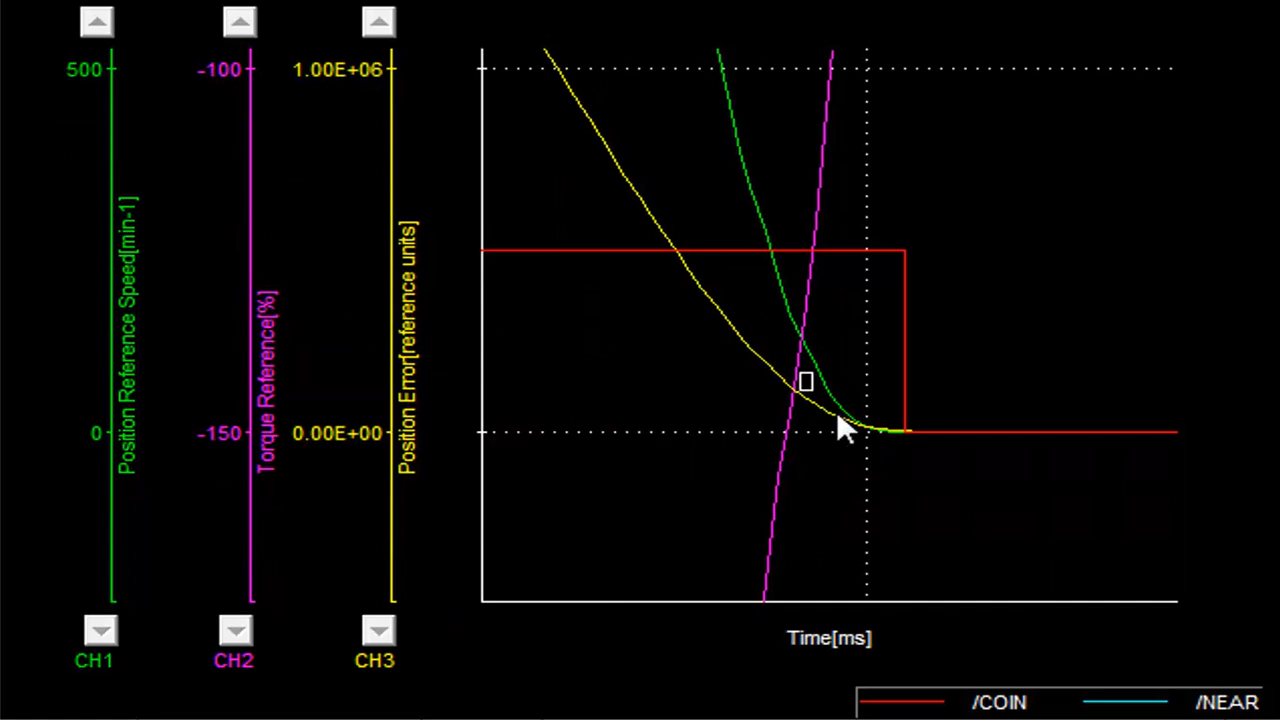 500
-100
1.00E+06
Position Reference Speed[min-1]
Torque Reference[%]
Position Error[reference units]
0
-150
0.00E+00
Time[ms]
CH1
CH2
CH3
/COIN
/NEAR